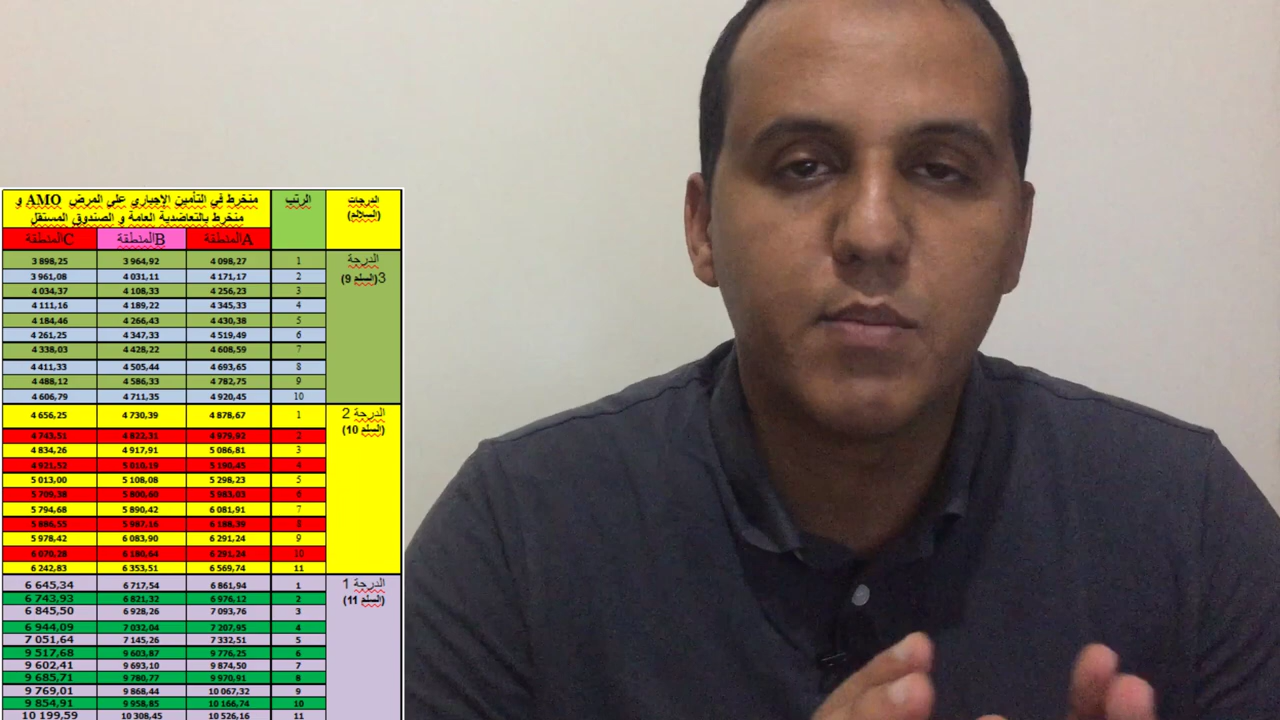 الدرجات (السلالم) الرتب منخرط في التأمين الإجباري على المرض AMO و
منخرط بالتعاضدية العامة و الصندوق المستقل
المنطقةA المنطقةB المنطقةC
الدرجة 3(السلم 9)
1 4 098,27 3 964,92 3 898,25
2 4 171,17 4 031,11 3 961,08
3 4 256,23 4 108,33 4 034,37
4 4 345,33 4 189,22 4 111,16
5 4 430,38 4 266,43 4 184,46
6 4 519,49 4 347,33 4 261,25
7 4 608,59 4 428,22 4 338,03
8 4 693,65 4 505,44 4 411,33
9 4 782,75 4 586,33 4 488,12
10 4 920,45 4 711,35 4 606,79
الدرجة 2 (السلم 10)
1 4 878,67 4 730,39 4 656,25
2 4 979,92 4 822,31 4 743,51
3 5 086,81 4 917,91 4 834,26
4 5 190,45 5 010,19 4 921,52
5 5 298,23 5 108,08 5 013,00
6 5 983,03 5 800,60 5 709,38
7 6 081,91 5 890,42 5 794,68
8 6 188,39 5 987,16 5 886,55
9 6 291,24 6 083,90 5 978,42
10 6 291,24 6 180,64 6 070,28
11 6 569,74 6 353,51 6 242,83
الدرجة 1 (السلم 11)
1 6 861,94 6 717,54 6 645,34
2 6 976,12 6 821,32 6 743,93
3 7 093,76 6 928,26 6 845,50
4 7 207,95 7 032,04 6 944,09
5 7 332,51 7 145,26 7 051,64
6 9 776,25 9 603,87 9 517,68
7 9 874,50 9 693,10 9 602,41
8 9 970,91 9 780,77 9 685,71
9 10 067,32 9 868,44 9 769,01
10 10 166,74 9 958,85 9 854,91
11 10 526,16 10 308,45 10 199,59